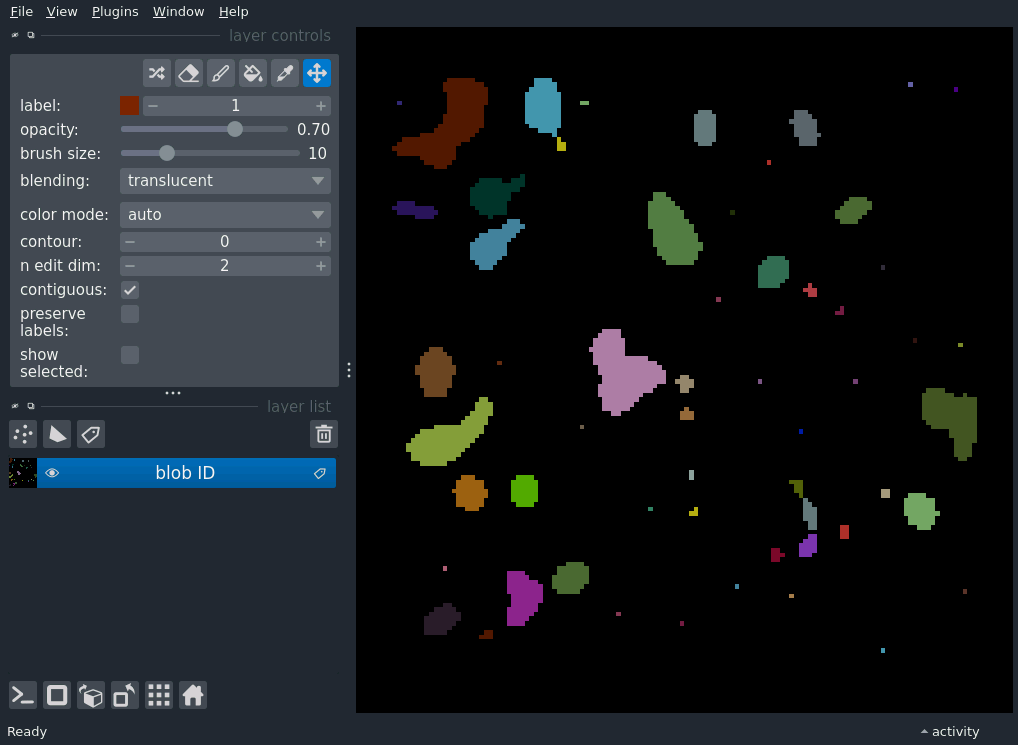 File View Plugins Window Help
layer controls
label: 1
opacity: 0.70
brush size: 10
blending: translucent
color mode: auto
contour: 0
n edit dim: 2
contiguous:
preserve
labels:
show
selected:
layer list
blob ID
Ready
activity